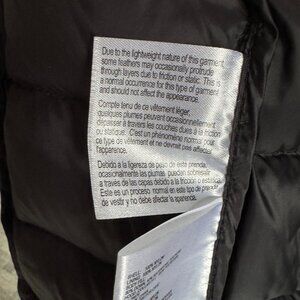 Due to the lightweight nature of this garment,
some feathers may occasionally protrude
through layers due to friction or static. This is
a normal occurrence for this type of garment
and should not affect the appearance.
Compte tenu de ce vêtement léger,
quelques plumes peuvent occasionnellement
dépasser à travers les couches dues à la friction
ou statique. C'est un phénomène normal pour
ce type de vêtement et ne devrait pas affecter
l'apparence.
Debido a la ligereza de peso de esta prenda,
ocasionalmente las plumas pueden sobresalir
a través de las capas debido a la fricción o estática.
Este es un proceso normal en este tipo de prendas
de vestir y no debe afectar la apariencia.
SHELL: